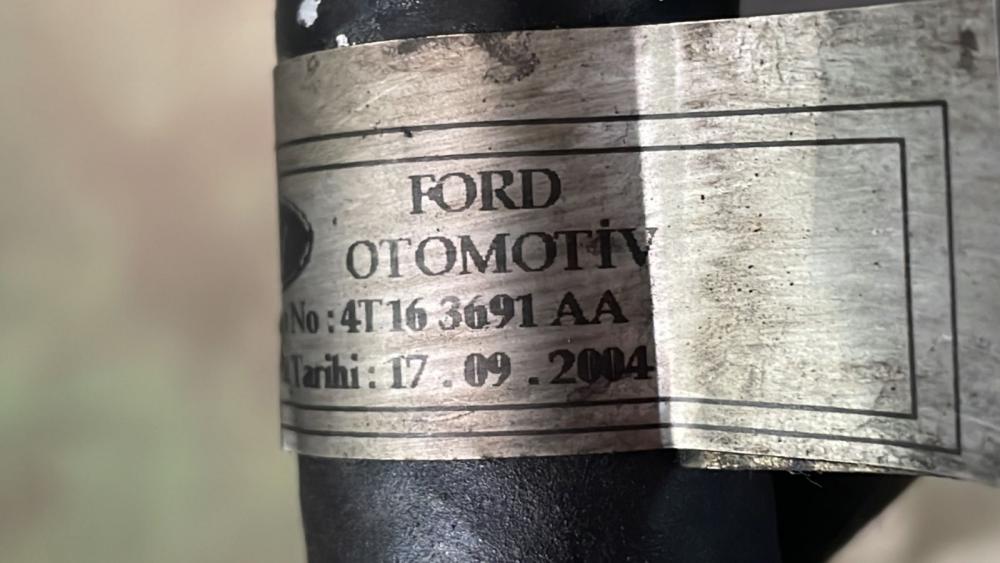 FORD
OTOMOTİV
No : 4T16 3691 AA
Tarihi : 17 . 09 . 2004